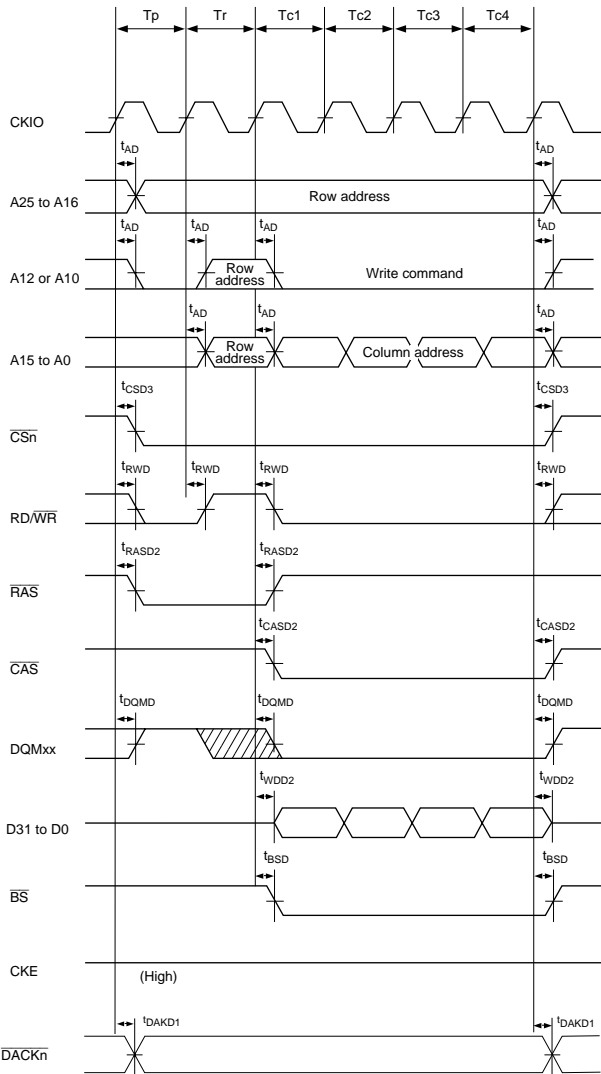 Tp Tr Tc1 Tc2 Tc3 Tc4
CKIO
tAD tAD
A25 to A16 Row address
tAD tAD tAD tAD
A12 or A10 Row address Write command
tAD tAD tAD
A15 to A0 Row address Column address
tCSD3 tCSD3
CSn
tRWD tRWD tRWD tRWD
RD/WR
tRASD2 tRASD2
RAS
tCASD2 tCASD2
CAS
tDQMD tDQMD tDQMD
DQMxx
tWDD2 tWDD2
D31 to D0
tBSD tBSD
BS
CKE (High)
tDAKD1 tDAKD1
DACKn